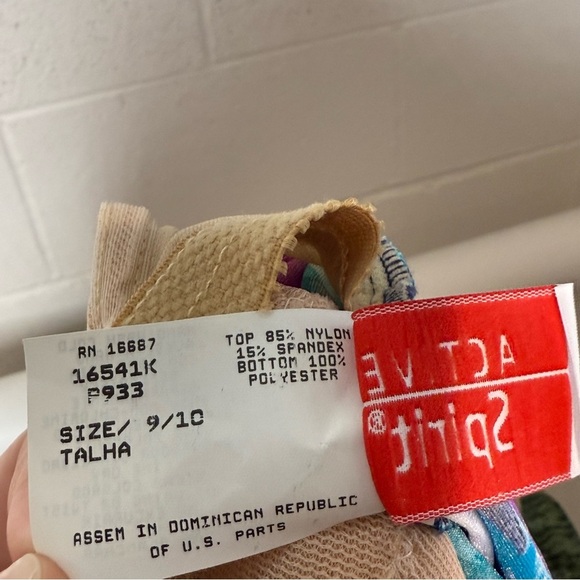 RN 16687
16541K
P933
SIZE/ 9/10
TALHA
TOP 85% NYLON
15% SPANDEX
BOTTOM 100%
POLYESTER
ASSEM IN DOMINICAN REPUBLIC
OF U.S. PARTS
ACTIVE
Spirit®